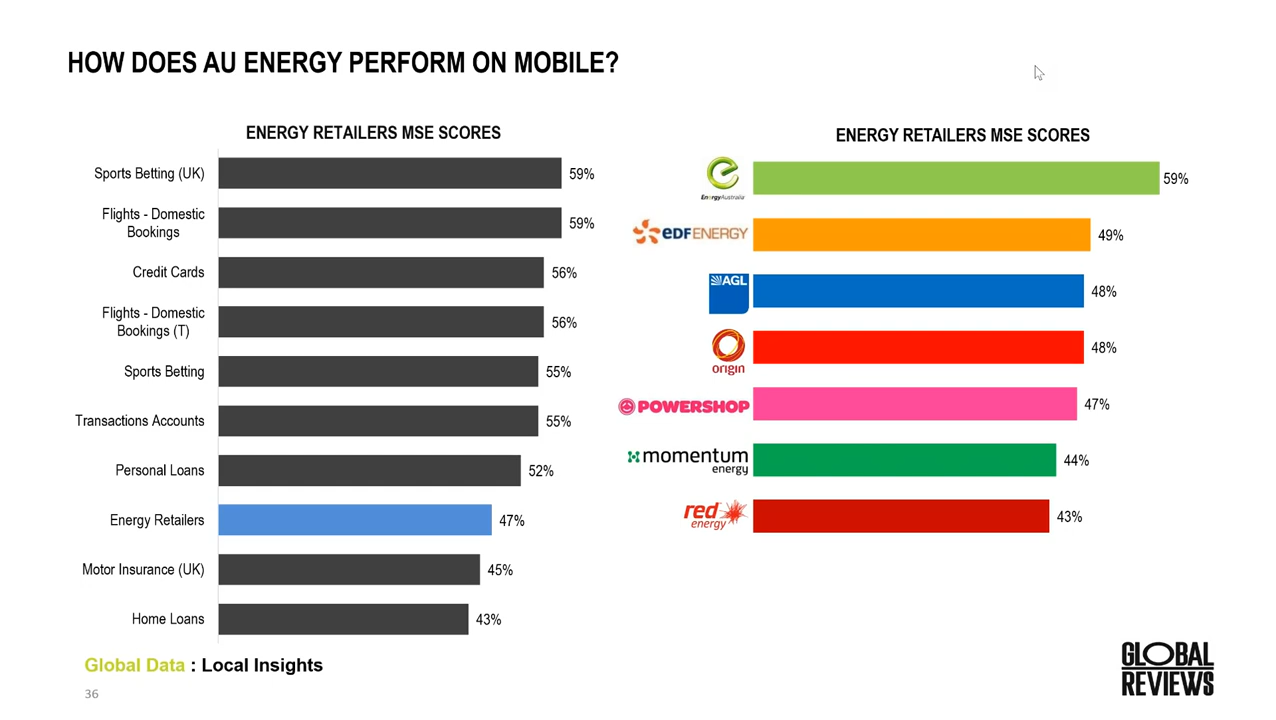 HOW DOES AU ENERGY PERFORM ON MOBILE?
ENERGY RETAILERS MSE SCORES
Sports Betting (UK) 59%
Flights - Domestic
Bookings 59%
Credit Cards 56%
Flights - Domestic
Bookings (T) 56%
Sports Betting 55%
Transactions Accounts 55%
Personal Loans 52%
Energy Retailers 47%
Motor Insurance (UK) 45%
Home Loans 43%
ENERGY RETAILERS MSE SCORES
EnergyAustralia 59%
eDF ENERGY 49%
AGL 48%
origin 48%
POWERSHOP 47%
momentum
energy 44%
red
energy 43%
Global Data : Local Insights
36
GLOBAL
REVIEWS